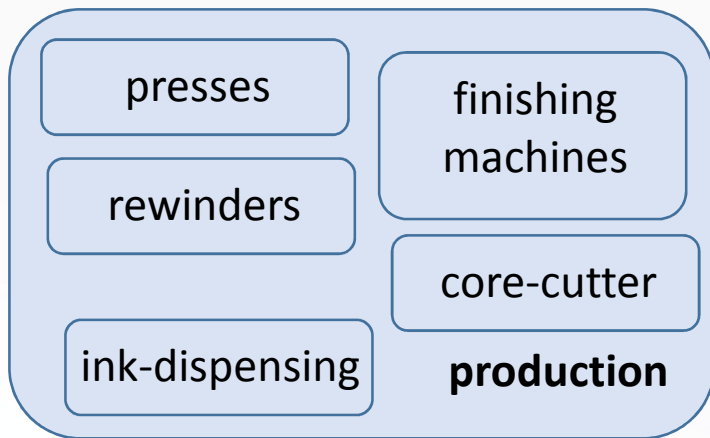 presses
finishing
machines
rewinders
core-cutter
ink-dispensing
production